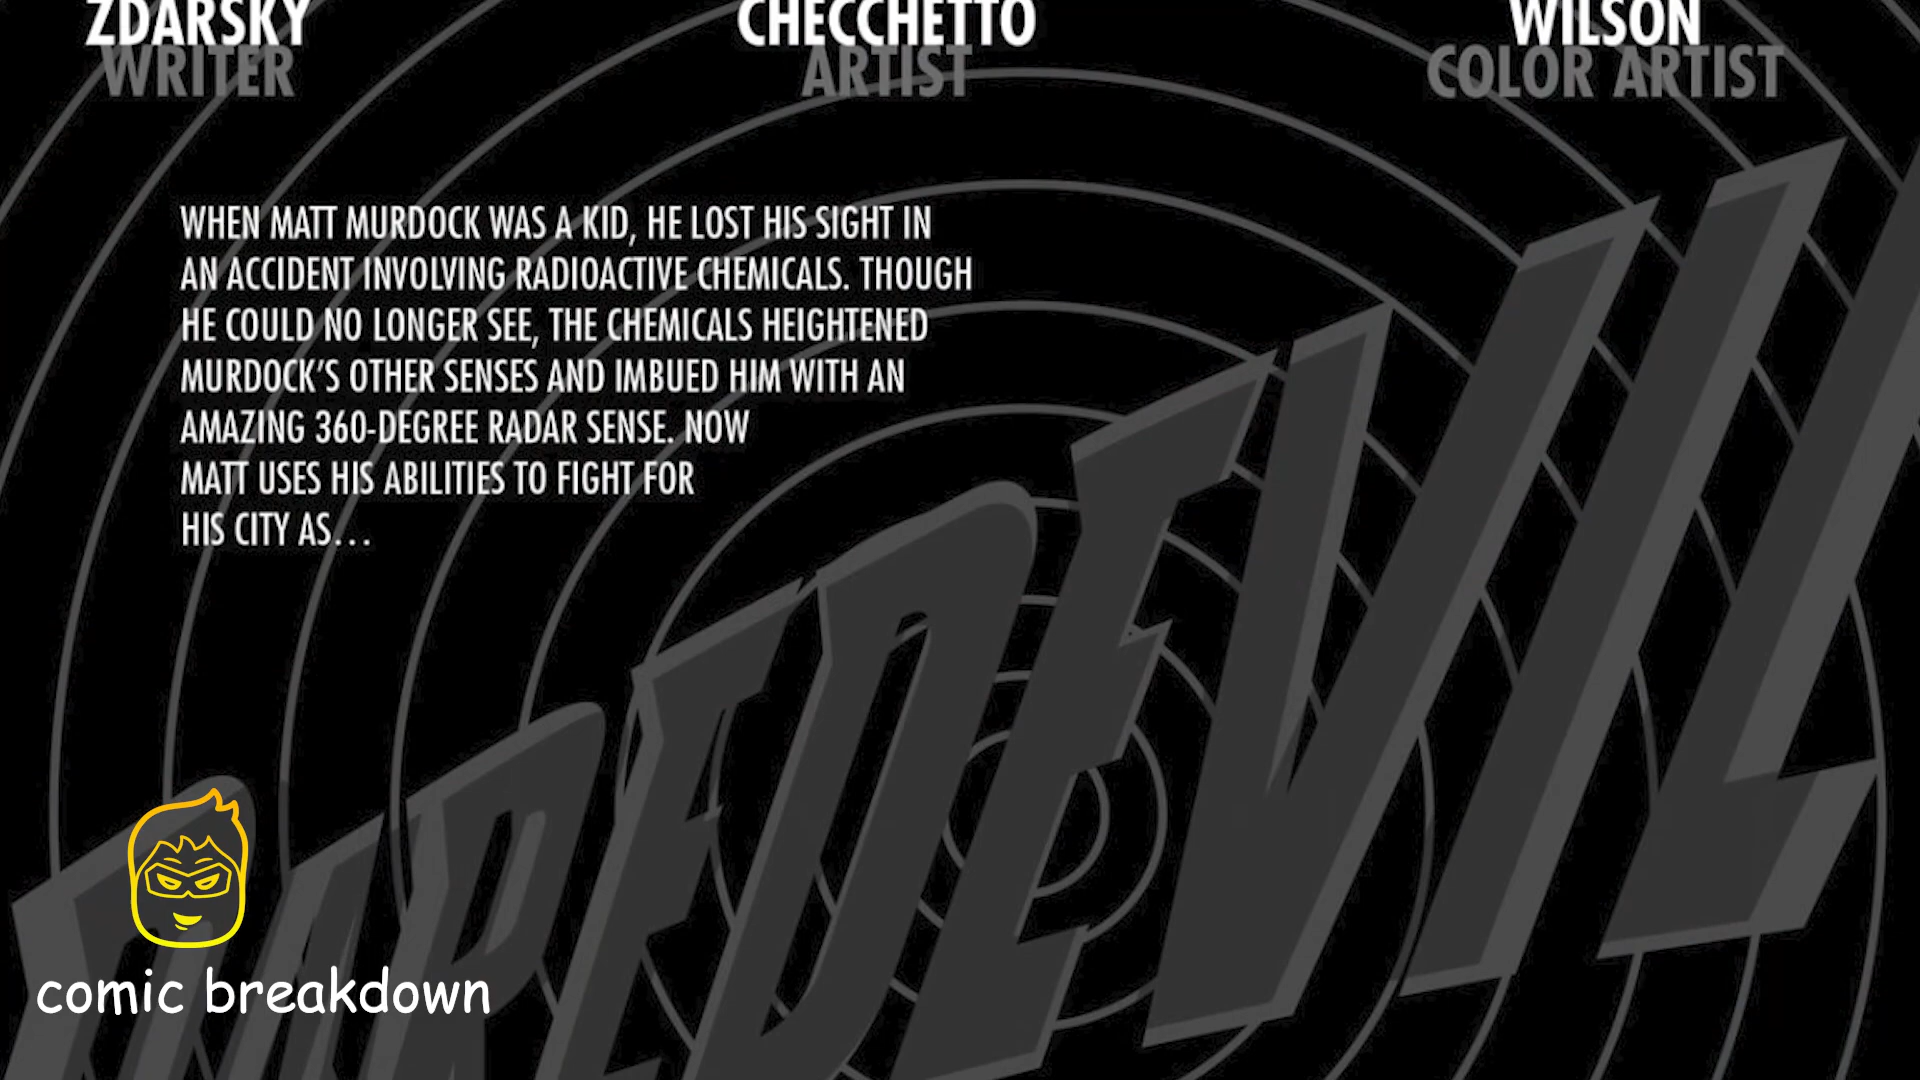 ZDARSKY CHECCHETTO WILSON
WRITER ARTIST COLOR ARTIST
WHEN MATT MURDOCK WAS A KID, HE LOST HIS SIGHT IN
AN ACCIDENT INVOLVING RADIOACTIVE CHEMICALS. THOUGH
HE COULD NO LONGER SEE, THE CHEMICALS HEIGHTENED
MURDOCK’S OTHER SENSES AND IMBUED HIM WITH AN
AMAZING 360-DEGREE RADAR SENSE. NOW
MATT USES HIS ABILITIES TO FIGHT FOR
HIS CITY AS...
DAREDEVIL
comic breakdown